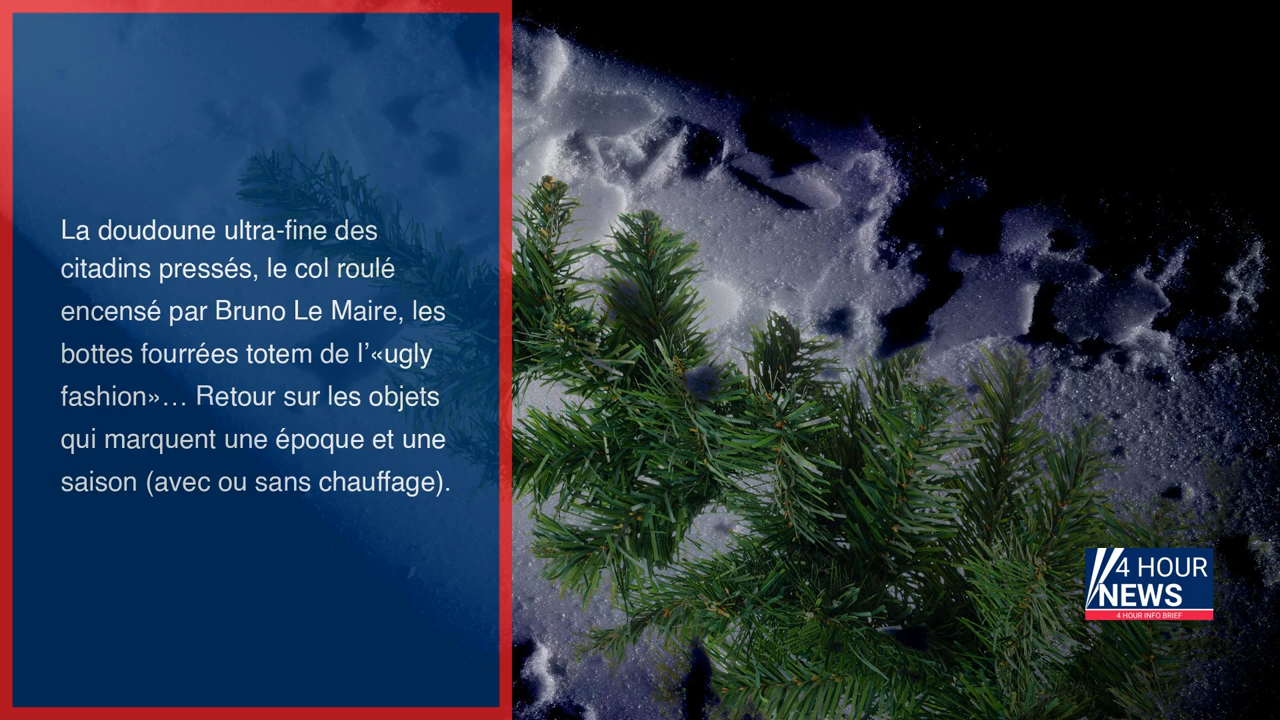 La doudoune ultra-fine des
citadins pressés, le col roulé
encensé par Bruno Le Maire, les
bottes fourrées totem de l’«ugly
fashion»… Retour sur les objets
qui marquent une époque et une
saison (avec ou sans chauffage).
4 HOUR
NEWS
4 HOUR INFO BRIEF